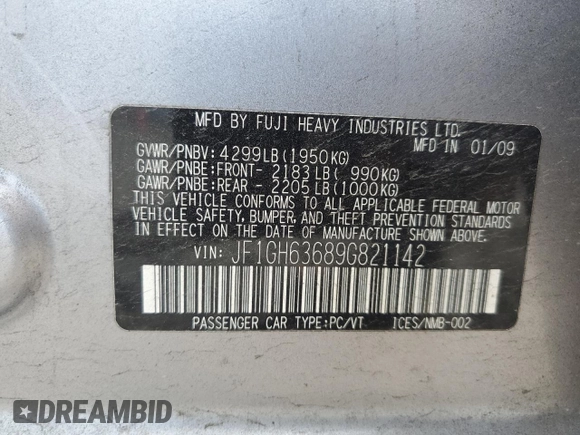 MFD BY FUJI HEAVY INDUSTRIES LTD.
MFD IN 01/09
GVWR/PNBV: 4299LB(1950KG)
GAWR/PNBE:FRONT- 2183LB( 990KG)
GAWR/PNBE:REAR - 2205LB(1000KG)
THIS VEHICLE CONFORMS TO ALL APPLICABLE FEDERAL MOTOR
VEHICLE SAFETY, BUMPER, AND THEFT PREVENTION STANDARDS
IN EFFECT ON THE DATE OF MANUFACTURE SHOWN ABOVE.
VIN: JF1GH63689G821142
PASSENGER CAR TYPE:PC/VT ICES/NMB-002
DREAMBID